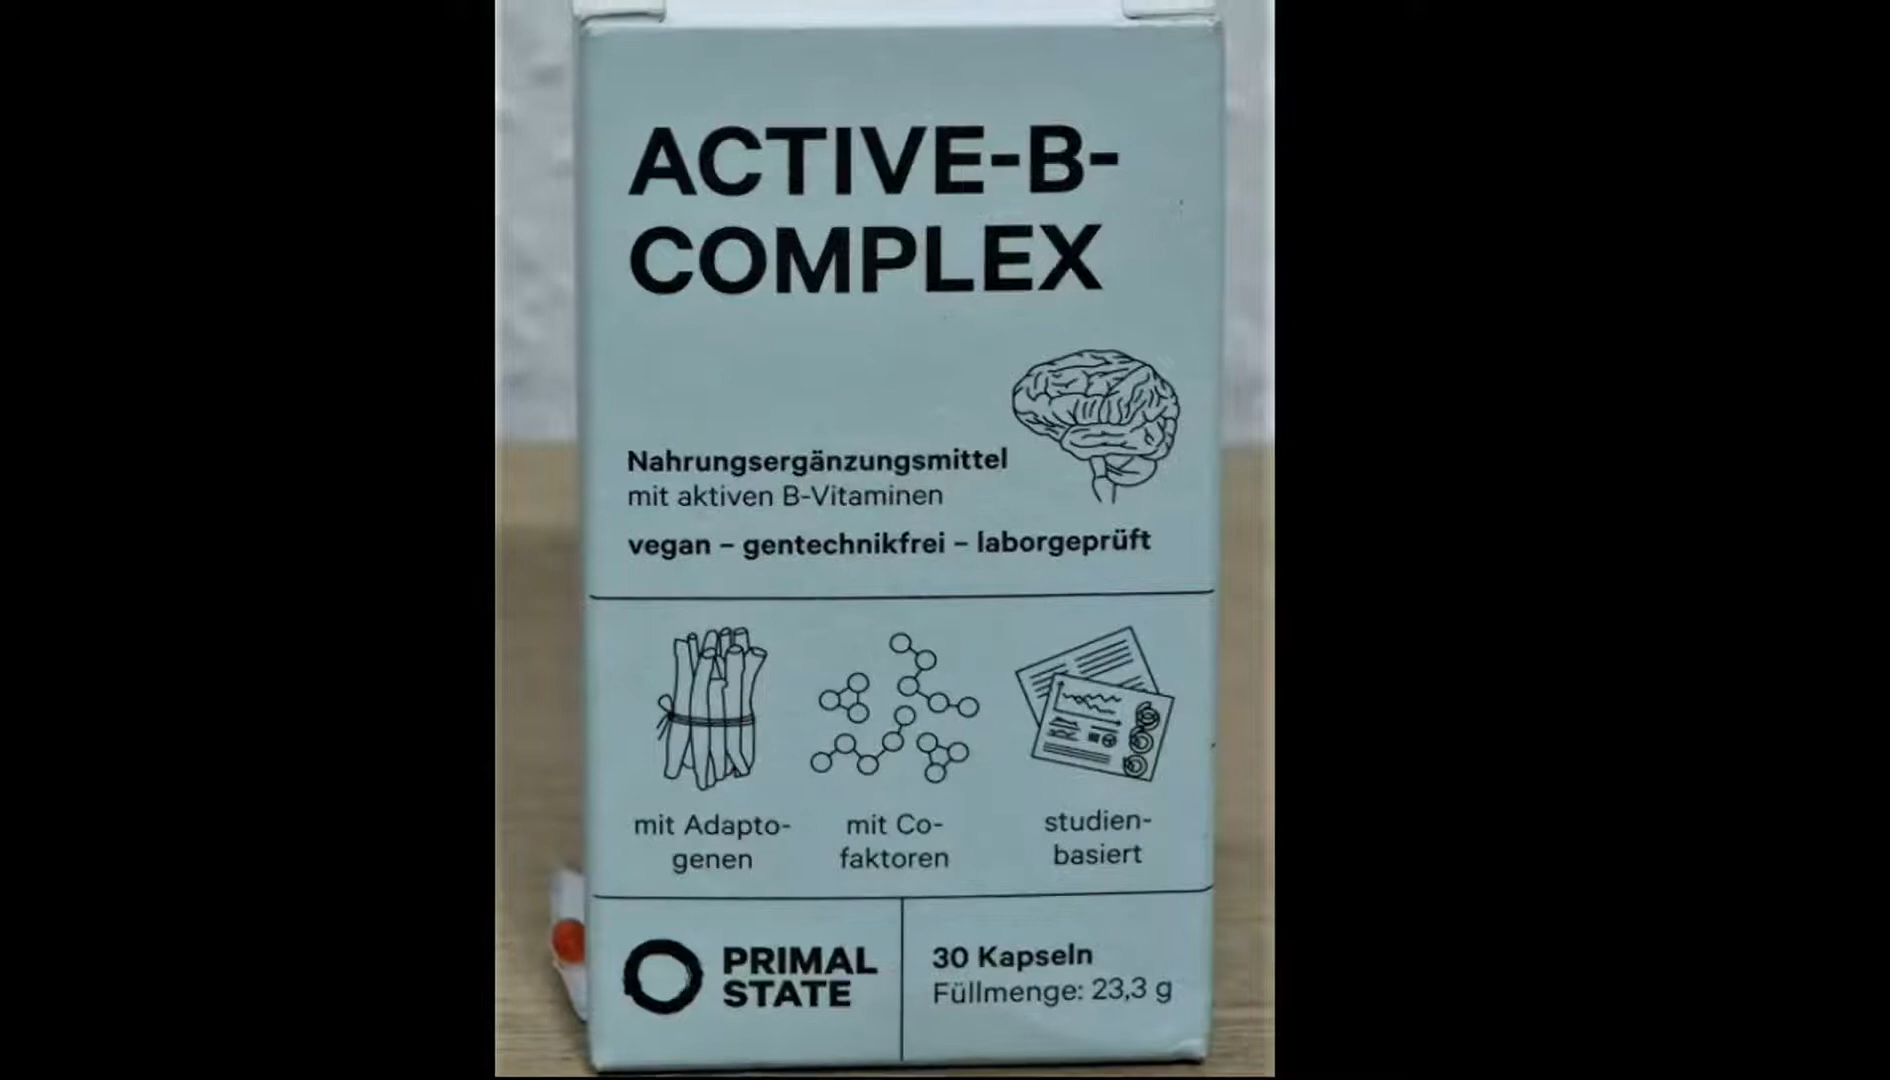 ACTIVE-B-
COMPLEX
Nahrungsergänzungsmittel
mit aktiven B-Vitaminen
vegan – gentechnikfrei – laborgeprüft
mit Adapto-
genen
mit Co-
faktoren
studien-
basiert
PRIMAL
STATE
30 Kapseln
Füllmenge: 23,3 g